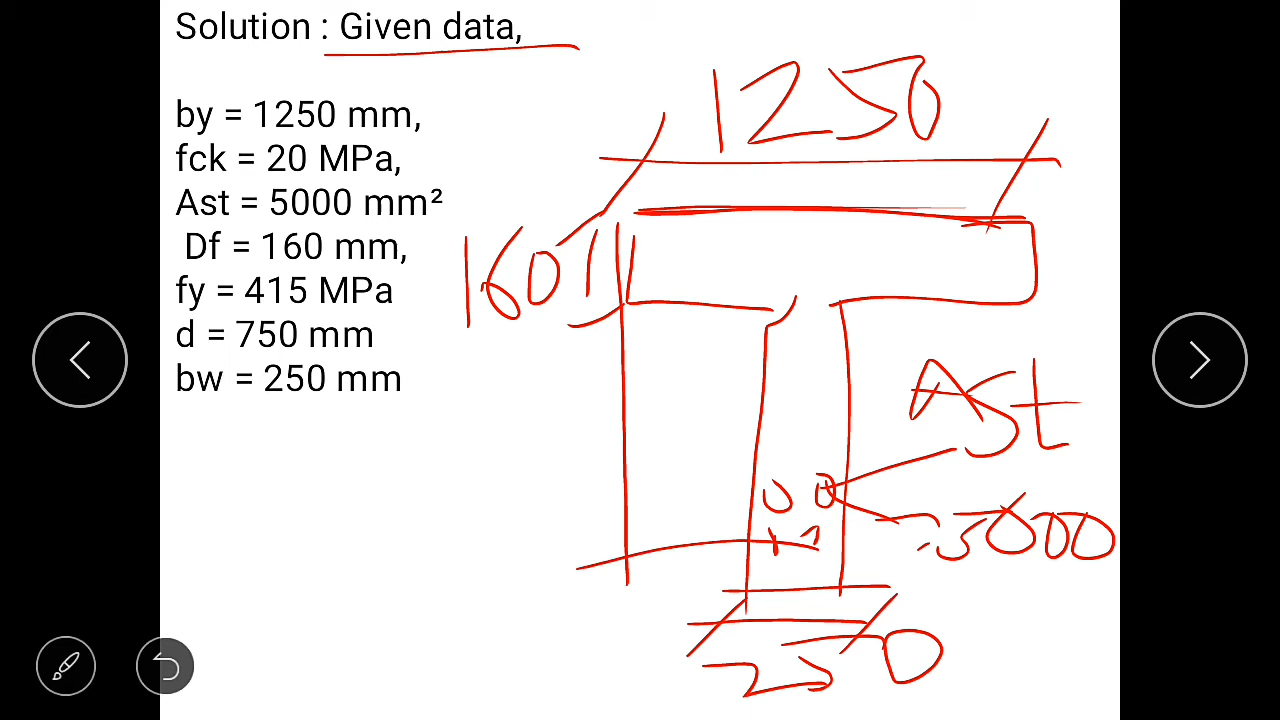 Solution : Given data,
by = 1250 mm,
fck = 20 MPa,
Ast = 5000 mm²
Df = 160 mm,
fy = 415 MPa
d = 750 mm
bw = 250 mm
1250
160
Ast
5000
250